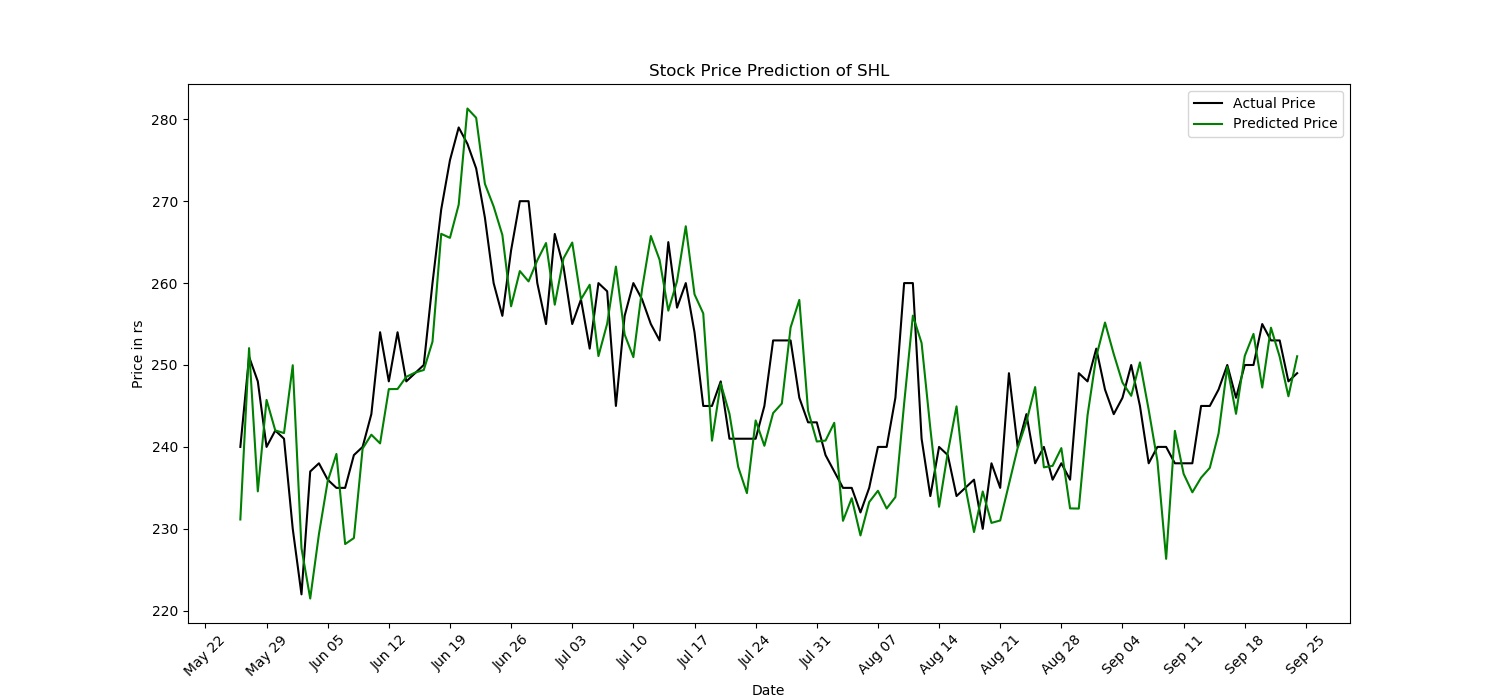 Stock Price Prediction of SHL
Actual Price
Predicted Price
280
270
260
250
240
230
220
Price in rs
May 22
May 29
Jun 05
Jun 12
Jun 19
Jun 26
Jul 03
Jul 10
Jul 17
Jul 24
Jul 31
Aug 07
Aug 14
Aug 21
Aug 28
Sep 04
Sep 11
Sep 18
Sep 25
Date